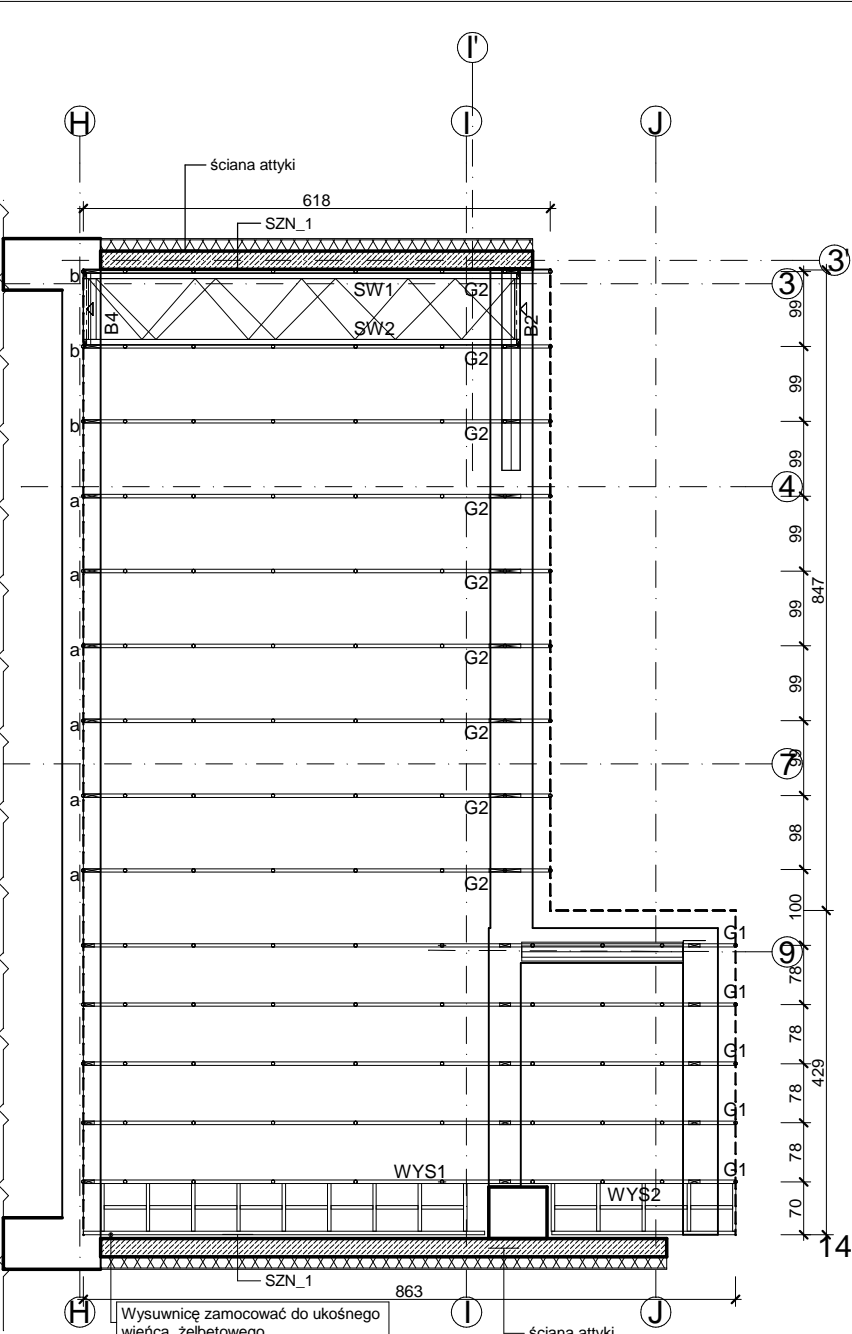 I'
H
I
J
ściana attyki
618
SZN_1
3'
b
SW1
G2
3
B4
B2
99
SW2
b
G2
99
b
G2
99
4
a
G2
99
847
a
G2
99
a
G2
99
a
G2
99
7
a
G2
98
a
G2
100
G1
9
78
G1
78
G1
429
78
G1
78
WYS1
G1
WYS2
70
14
SZN_1
863
H
I
J
Wysuwnicę zamocować do ukośnego
wieńca żelbetowego
ściana attyki